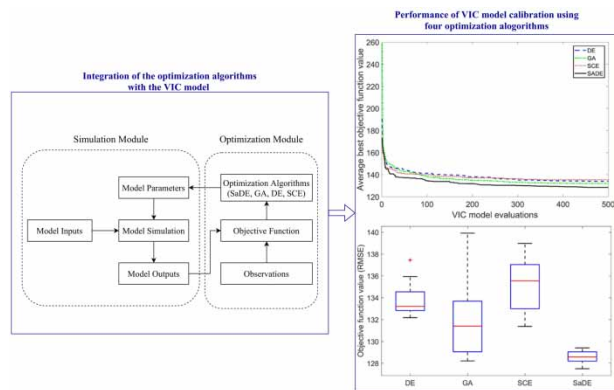 Performance of VIC model calibration using
four optimization alogorithms
Integration of the optimization algorithms
with the VIC model
Simulation Module
Optimization Module
Model Parameters
Optimization Algorithms
(SaDE, GA, DE, SCE)
Model Inputs
Model Simulation
Objective Function
Model Outputs
Observations
Average best objective function value
260
240
220
200
180
160
140
120
0
100
200
300
400
500
VIC model evaluations
DE
GA
SCE
SADE
Objective function value (RMSE)
140
138
136
134
132
130
128
DE
GA
SCE
SaDE